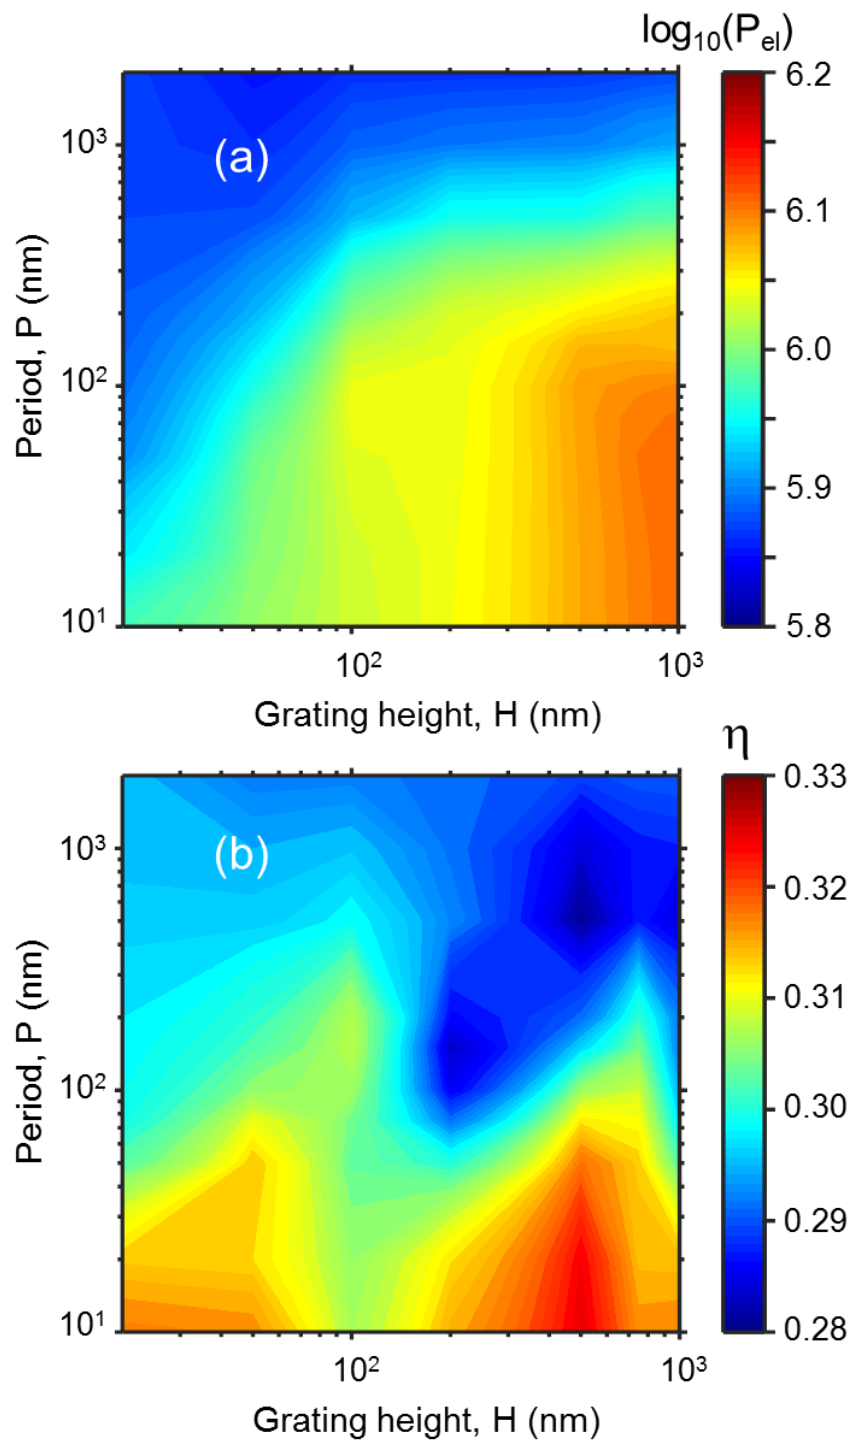 log₁₀(Pₑₗ)
(a)
10³
10²
10¹
Period, P (nm)
10²
10³
Grating height, H (nm)
6.2
6.1
6.0
5.9
5.8
η
(b)
10³
10²
10¹
Period, P (nm)
10²
10³
Grating height, H (nm)
0.33
0.32
0.31
0.30
0.29
0.28